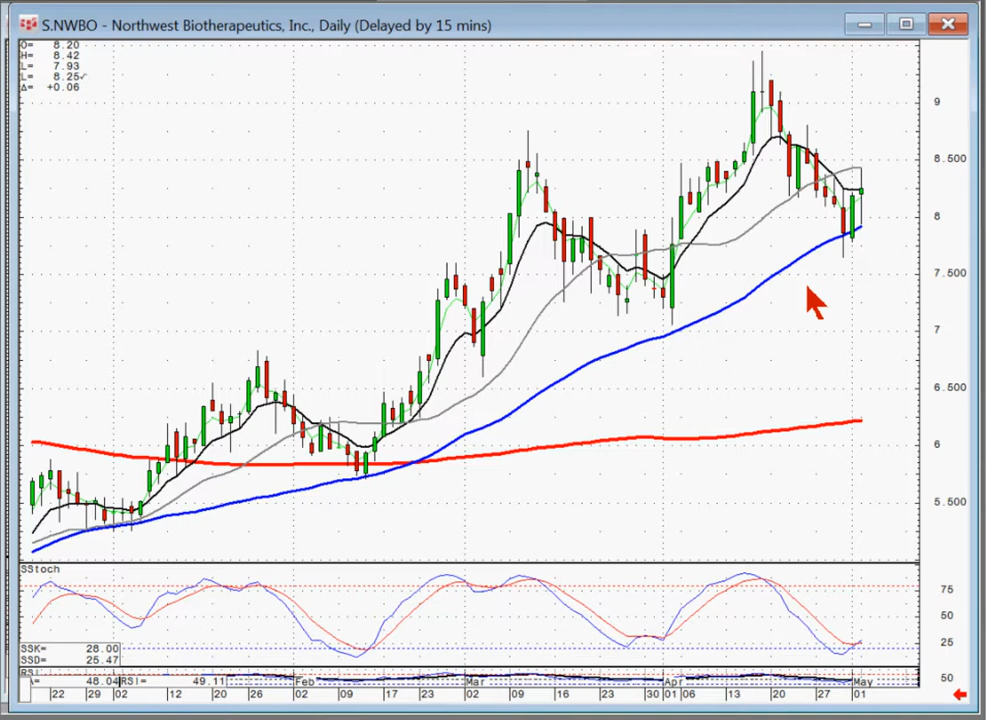 S.NWBO - Northwest Biotherapeutics, Inc., Daily (Delayed by 15 mins)
O= 8.20
H= 8.42
L= 7.93
L= 8.25✓
Δ= +0.06
9
8.500
8
7.500
7
6.500
6
5.500
SStoch
75
50
25
SSK= 28.00
SSD= 25.47
A= 48.04 RSI= 49.11
50
22 29 02 12 20 26 02 Feb 09 17 23 02 Mar 09 16 23 30 01 Apr 06 13 20 27 01 May